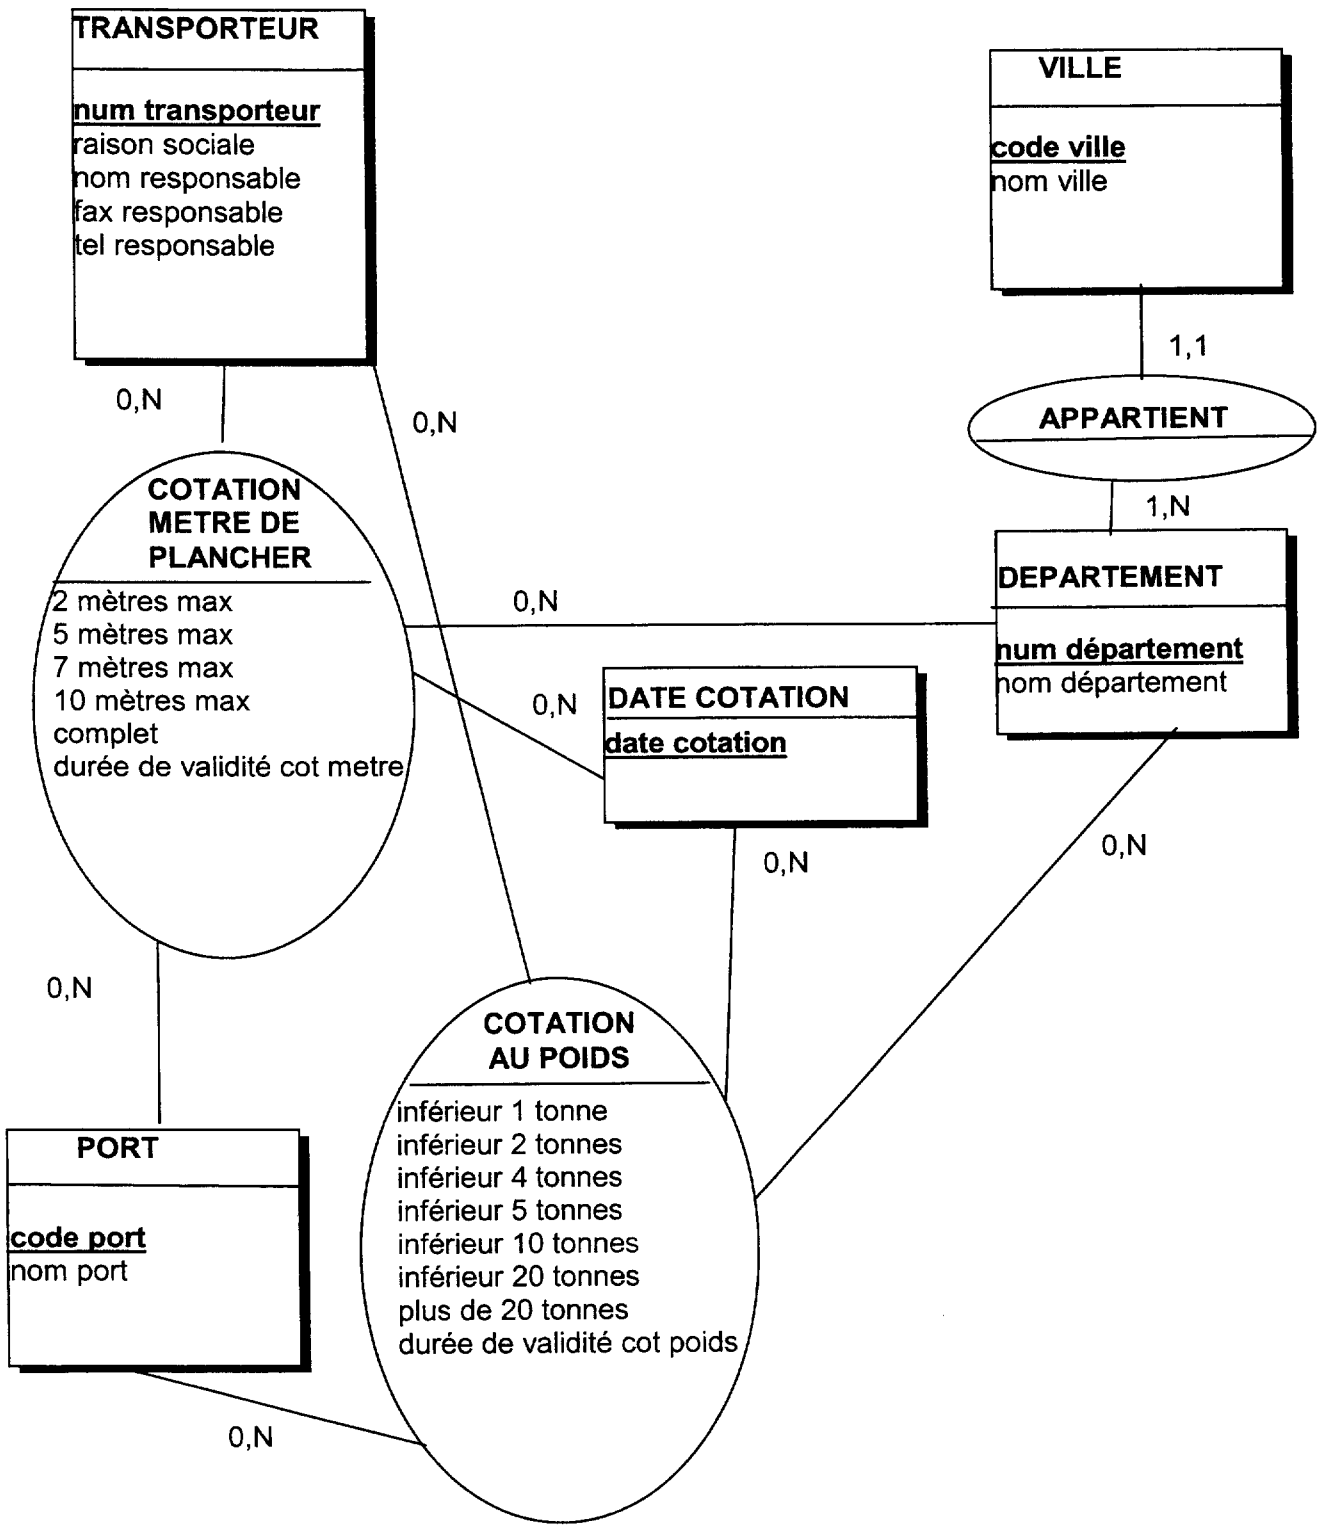 TRANSPORTEUR
num transporteur
raison sociale
nom responsable
fax responsable
tel responsable
VILLE
code ville
nom ville
1,1
0,N
0,N
APPARTIENT
1,N
COTATION
METRE DE
PLANCHER
2 mètres max
5 mètres max
7 mètres max
10 mètres max
complet
durée de validité cot metre
0,N
DEPARTEMENT
num département
nom département
0,N
DATE COTATION
date cotation
0,N
0,N
0,N
COTATION
AU POIDS
inférieur 1 tonne
inférieur 2 tonnes
inférieur 4 tonnes
inférieur 5 tonnes
inférieur 10 tonnes
inférieur 20 tonnes
plus de 20 tonnes
durée de validité cot poids
PORT
code port
nom port
0,N